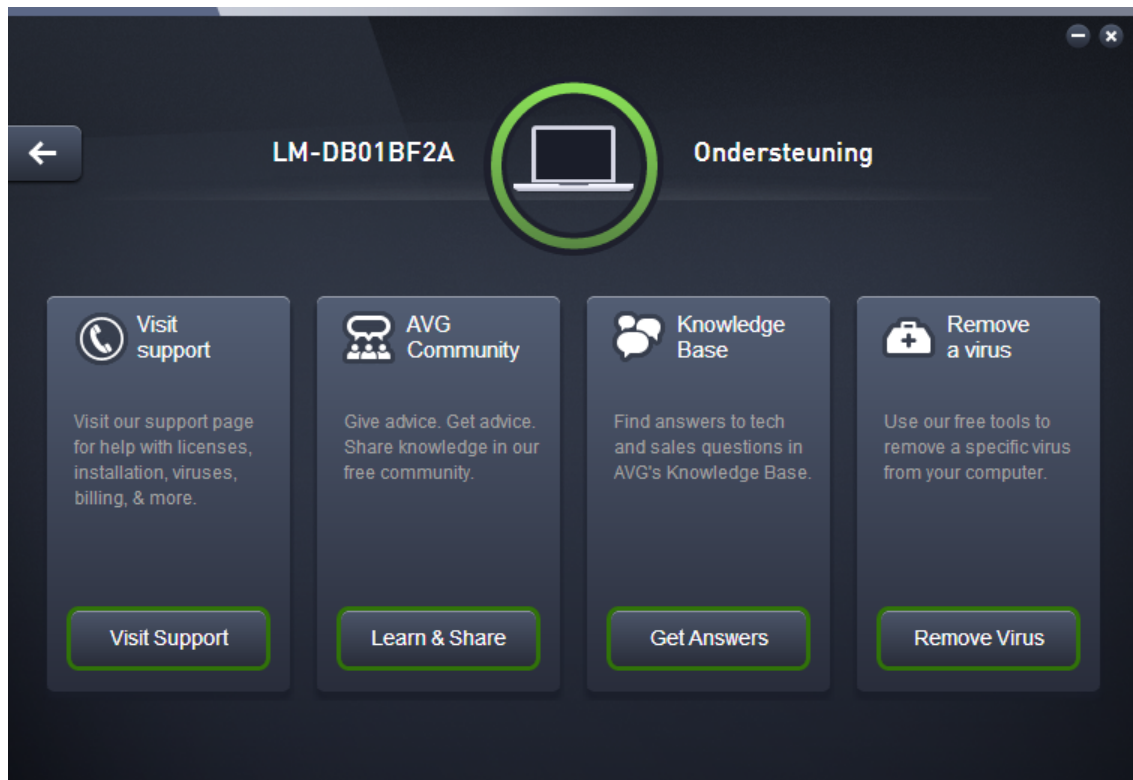 LM-DB01BF2A
Ondersteuning
Visit
support
Visit our support page
for help with licenses,
installation, viruses,
billing, & more.
Visit Support
AVG
Community
Give advice. Get advice.
Share knowledge in our
free community.
Learn & Share
Knowledge
Base
Find answers to tech
and sales questions in
AVG's Knowledge Base.
Get Answers
Remove
a virus
Use our free tools to
remove a specific virus
from your computer.
Remove Virus